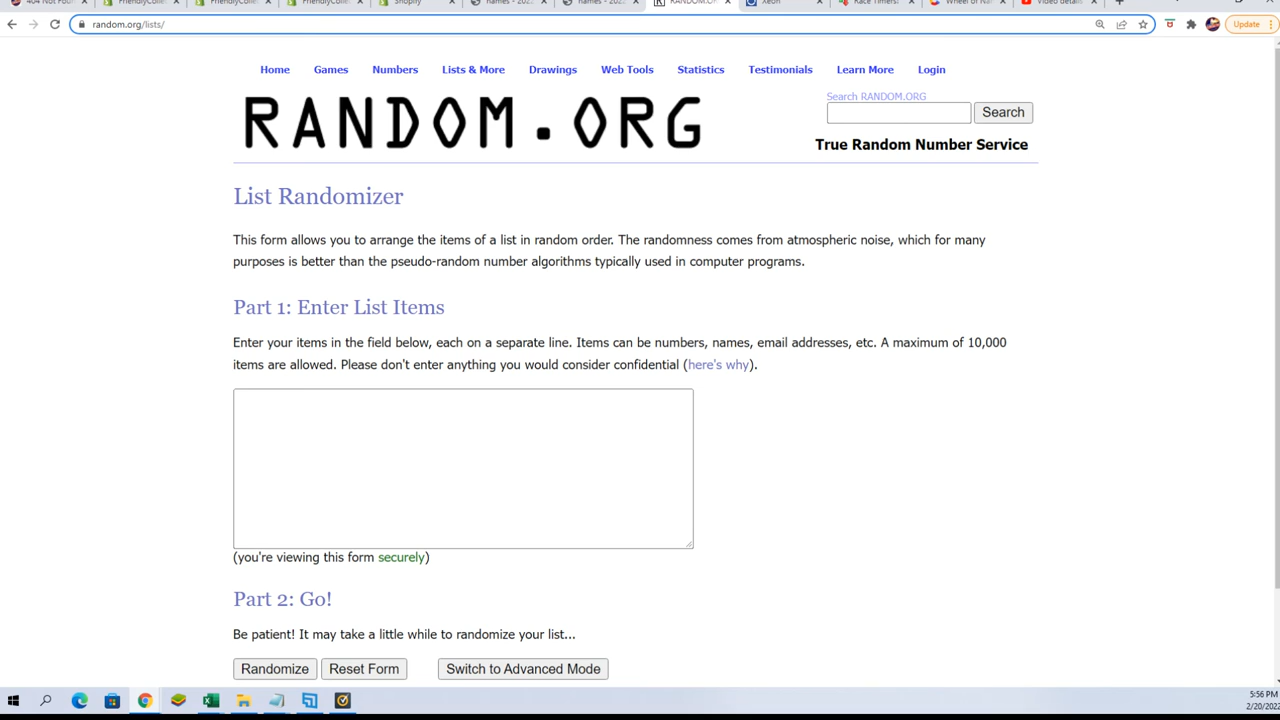 404 Not Fou
FriendlyColle
FriendlyColle
FriendlyColle
Shopify
names - 202
names - 202
RANDOM.O
Xeon
Race Timers
Wheel of Na
Video details
random.org/lists/
Update
Home
Games
Numbers
Lists & More
Drawings
Web Tools
Statistics
Testimonials
Learn More
Login
RANDOM.ORG
Search RANDOM.ORG
Search
True Random Number Service
List Randomizer
This form allows you to arrange the items of a list in random order. The randomness comes from atmospheric noise, which for many
purposes is better than the pseudo-random number algorithms typically used in computer programs.
Part 1: Enter List Items
Enter your items in the field below, each on a separate line. Items can be numbers, names, email addresses, etc. A maximum of 10,000
items are allowed. Please don't enter anything you would consider confidential (here's why).
(you're viewing this form securely)
Part 2: Go!
Be patient! It may take a little while to randomize your list...
Randomize
Reset Form
Switch to Advanced Mode
5:56 PM
2/20/2022